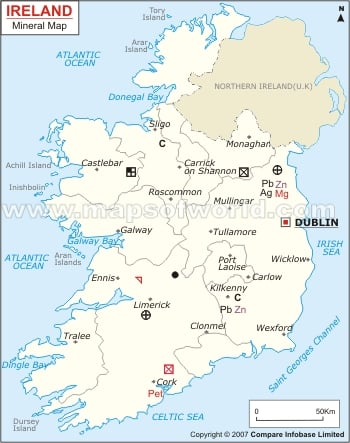 IRELAND
Mineral Map
Tory
Island
N
ATLANTIC
OCEAN
Arran
Island
NORTHERN IRELAND(U.K)
Donegal Bay
Sligo
C
Monaghan
Achill Island
Castlebar
Carrick
on Shannon
Pb Zn
Ag Mg
Inishbolin
Roscommon
Mullingar
www.mapsofworld.com
DUBLIN
Galway
Tullamore
Galway Bay
IRISH
SEA
Aran
Islands
ATLANTIC
OCEAN
Port
Laoise
Wicklow
Ennis
Carlow
Kilkenny
C
Pb Zn
Limerick
Clonmel
Wexford
Tralee
Saint Georges Channel
Dingle Bay
Cork
Pet
CELTIC SEA
Dursey
Island
0 50Km
Copyright © 2007 Compare Infobase Limited